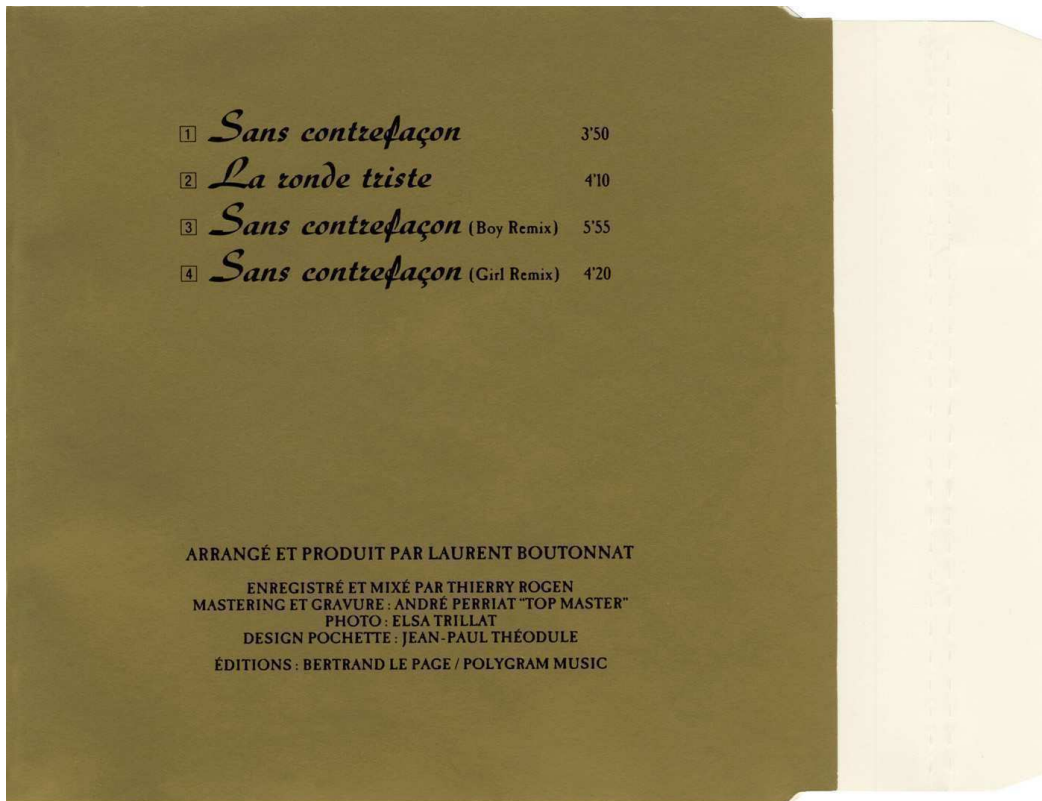 1 Sans contrefaçon 3'50
2 La ronde triste 4'10
3 Sans contrefaçon (Boy Remix) 5'55
4 Sans contrefaçon (Girl Remix) 4'20
ARRANGÉ ET PRODUIT PAR LAURENT BOUTONNAT
ENREGISTRÉ ET MIXÉ PAR THIERRY ROGEN
MASTERING ET GRAVURE : ANDRÉ PERRIAT "TOP MASTER"
PHOTO : ELSA TRILLAT
DESIGN POCHETTE : JEAN-PAUL THÉODULE
ÉDITIONS : BERTRAND LE PAGE / POLYGRAM MUSIC